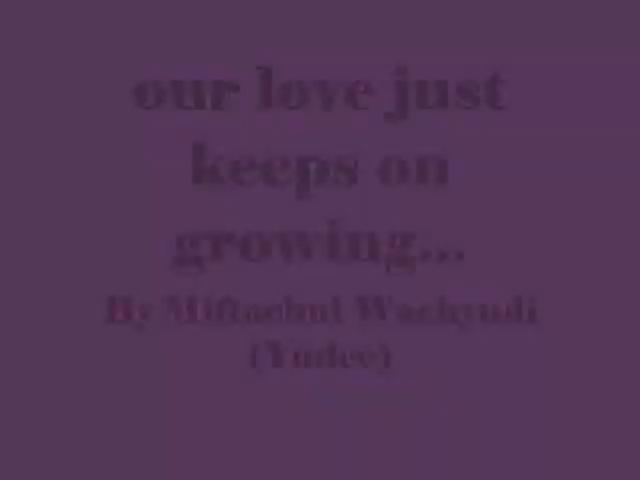 our love just
keeps on
growing...
By Miftachul Wachyudi
(Yudee)